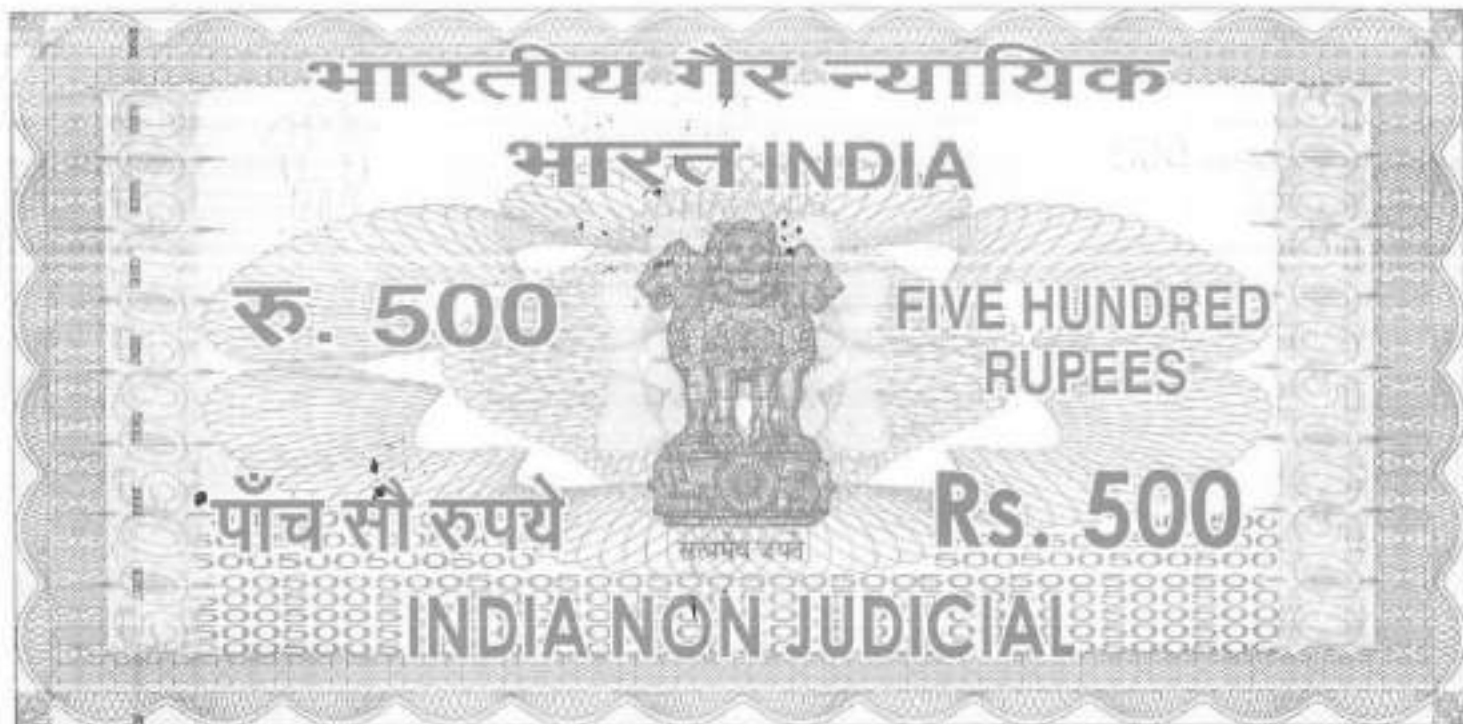 भारतीय गैर न्यायिक
भारत INDIA
रु. 500
FIVE HUNDRED
RUPEES
पाँच सौ रुपये
Rs. 500
सत्यमेव जयते
INDIA NON JUDICIAL